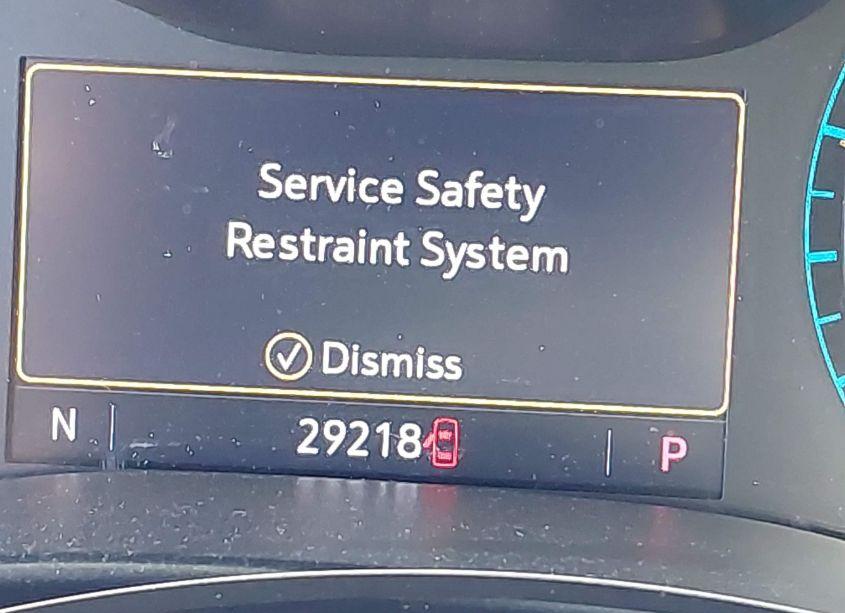 Service Safety
Restraint System
Dismiss
N 29218 P